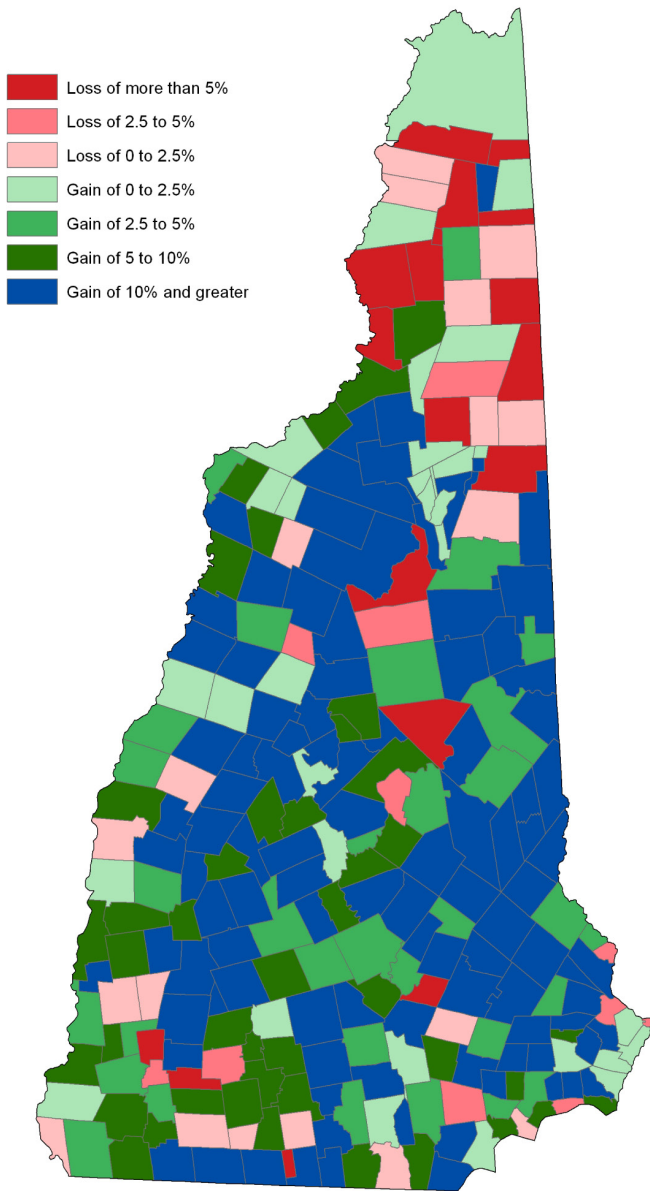 Loss of more than 5%
Loss of 2.5 to 5%
Loss of 0 to 2.5%
Gain of 0 to 2.5%
Gain of 2.5 to 5%
Gain of 5 to 10%
Gain of 10% and greater